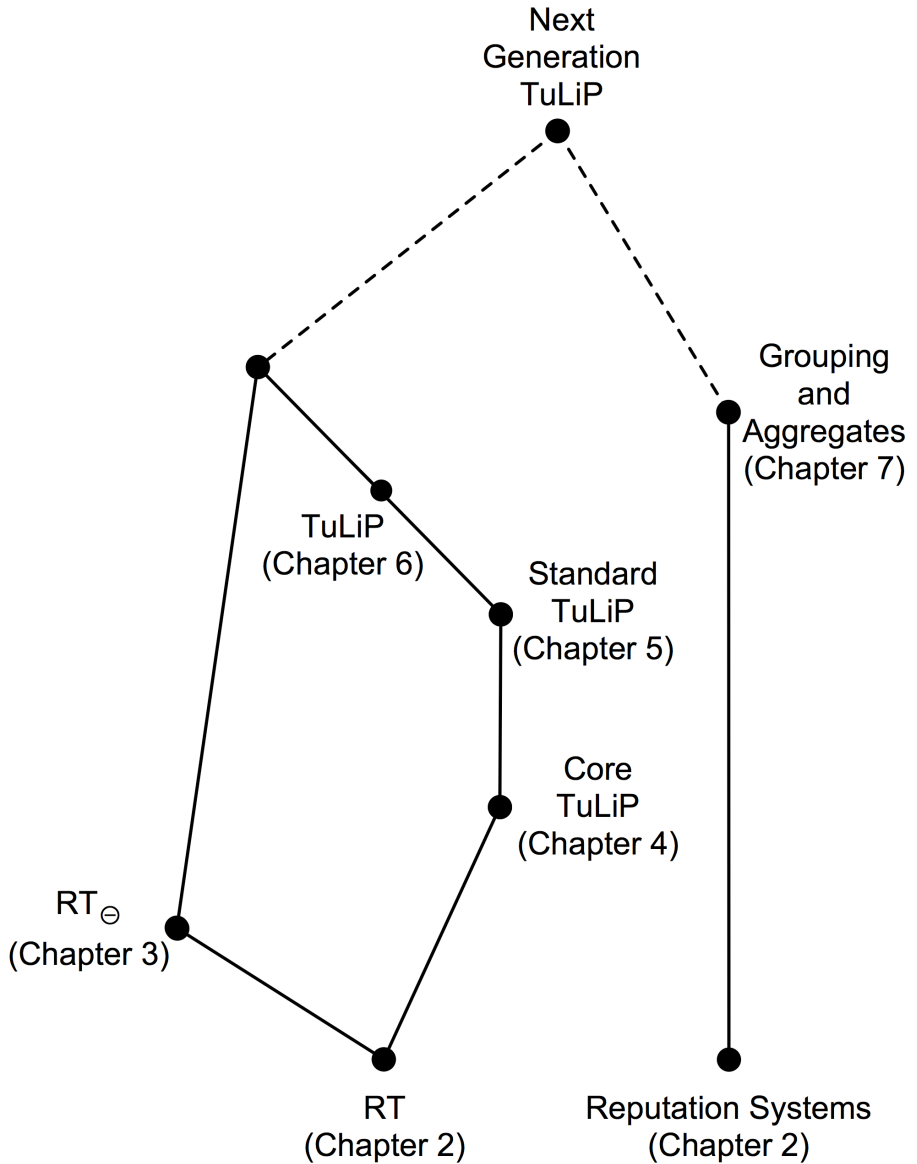 Next
Generation
TuLiP
Grouping
and
Aggregates
(Chapter 7)
TuLiP
(Chapter 6)
Standard
TuLiP
(Chapter 5)
Core
TuLiP
(Chapter 4)
RT⊖
(Chapter 3)
RT
(Chapter 2)
Reputation Systems
(Chapter 2)